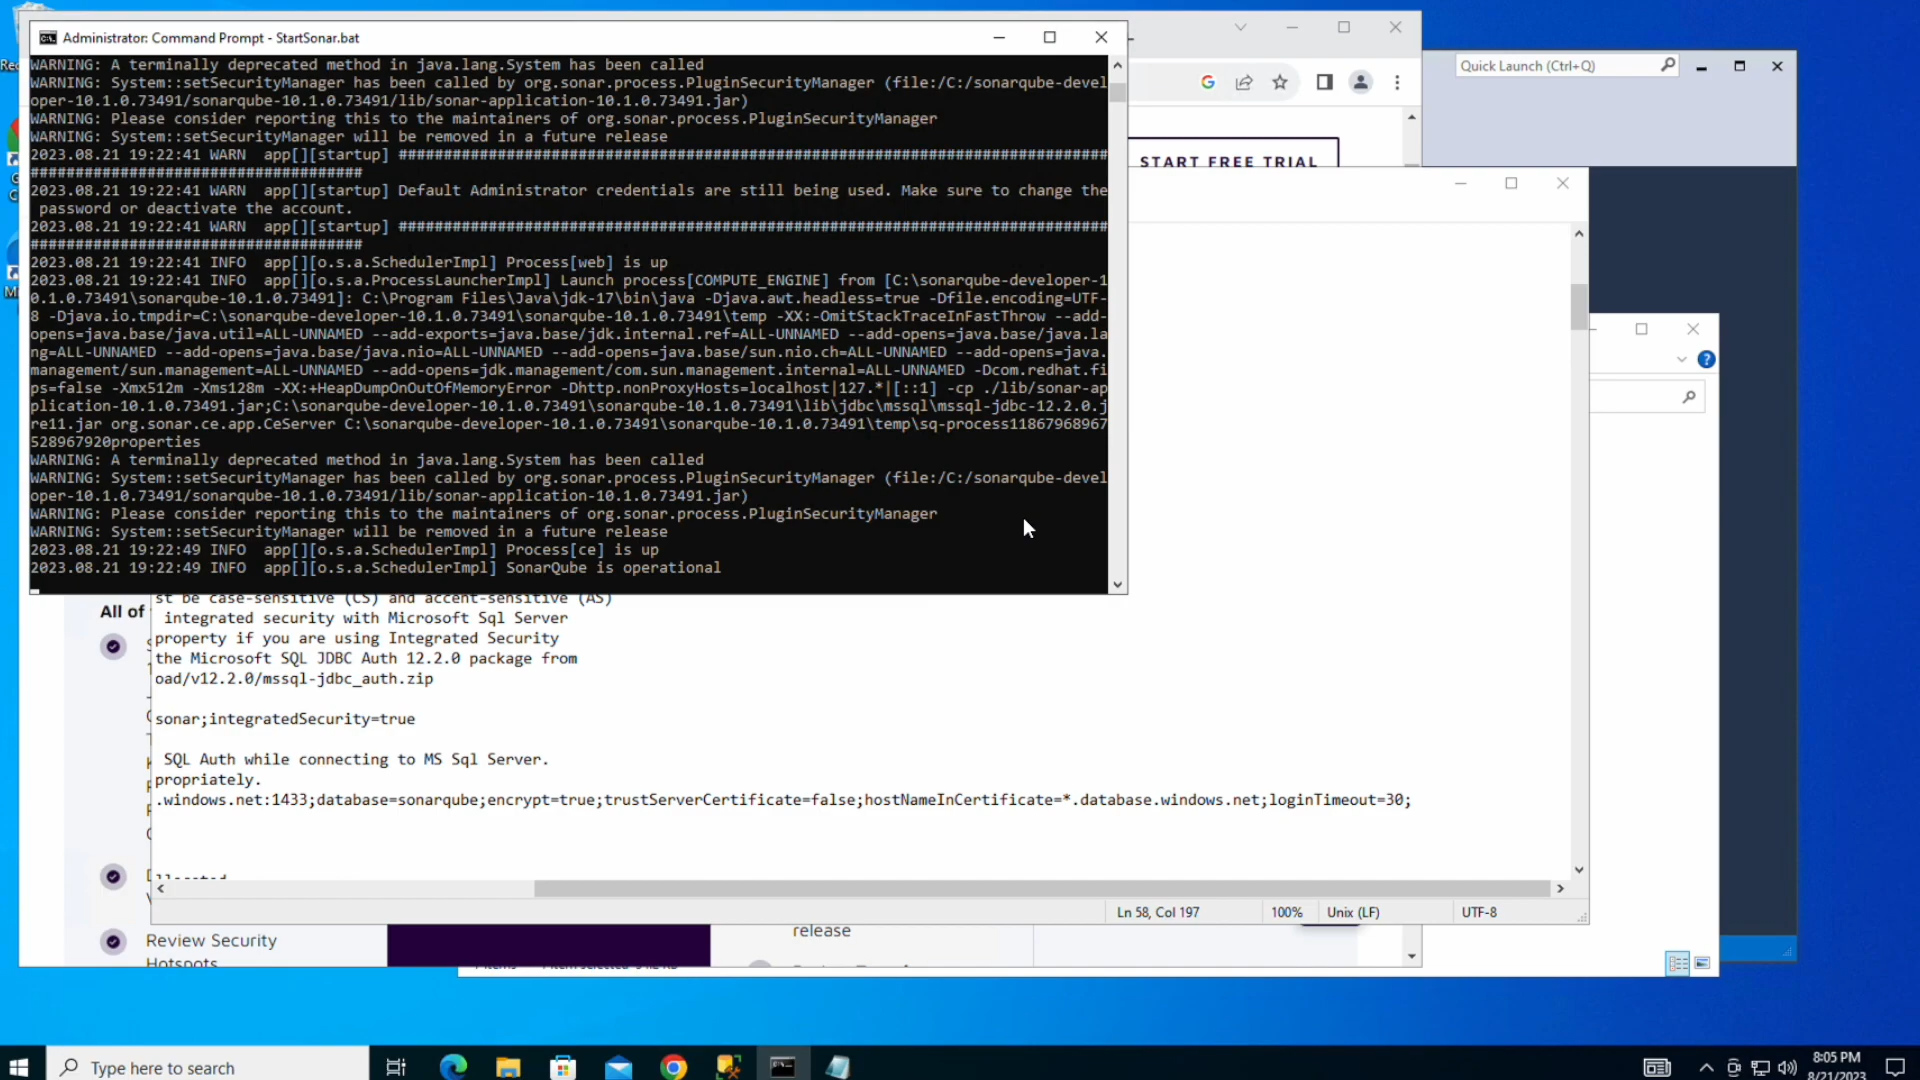 Administrator: Command Prompt - StartSonar.bat
WARNING: A terminally deprecated method in java.lang.System has been called
WARNING: System::setSecurityManager has been called by org.sonar.process.PluginSecurityManager (file:/C:/sonarqube-devel
oper-10.1.0.73491/sonarqube-10.1.0.73491/lib/sonar-application-10.1.0.73491.jar)
WARNING: Please consider reporting this to the maintainers of org.sonar.process.PluginSecurityManager
WARNING: System::setSecurityManager will be removed in a future release
2023.08.21 19:22:41 WARN  app[][startup] ###############################################################################
#####################################
2023.08.21 19:22:41 WARN  app[][startup] Default Administrator credentials are still being used. Make sure to change the
 password or deactivate the account.
2023.08.21 19:22:41 WARN  app[][startup] ###############################################################################
#####################################
2023.08.21 19:22:41 INFO  app[][o.s.a.SchedulerImpl] Process[web] is up
2023.08.21 19:22:41 INFO  app[][o.s.a.ProcessLauncherImpl] Launch process[COMPUTE_ENGINE] from [C:\sonarqube-developer-1
0.1.0.73491\sonarqube-10.1.0.73491]: C:\Program Files\Java\jdk-17\bin\java -Djava.awt.headless=true -Dfile.encoding=UTF-
8 -Djava.io.tmpdir=C:\sonarqube-developer-10.1.0.73491\sonarqube-10.1.0.73491\temp -XX:-OmitStackTraceInFastThrow --add-
opens=java.base/java.util=ALL-UNNAMED --add-exports=java.base/jdk.internal.ref=ALL-UNNAMED --add-opens=java.base/java.la
ng=ALL-UNNAMED --add-opens=java.base/java.nio=ALL-UNNAMED --add-opens=java.base/sun.nio.ch=ALL-UNNAMED --add-opens=java.
management/sun.management=ALL-UNNAMED --add-opens=jdk.management/com.sun.management.internal=ALL-UNNAMED -Dcom.redhat.fi
ps=false -Xmx512m -Xms128m -XX:+HeapDumpOnOutOfMemoryError -Dhttp.nonProxyHosts=localhost|127.*|[::1] -cp ./lib/sonar-ap
plication-10.1.0.73491.jar;C:\sonarqube-developer-10.1.0.73491\sonarqube-10.1.0.73491\lib\jdbc\mssql\mssql-jdbc-12.2.0.j
re11.jar org.sonar.ce.app.CeServer C:\sonarqube-developer-10.1.0.73491\sonarqube-10.1.0.73491\temp\sq-process11867968967
528967920properties
WARNING: A terminally deprecated method in java.lang.System has been called
WARNING: System::setSecurityManager has been called by org.sonar.process.PluginSecurityManager (file:/C:/sonarqube-devel
oper-10.1.0.73491/sonarqube-10.1.0.73491/lib/sonar-application-10.1.0.73491.jar)
WARNING: Please consider reporting this to the maintainers of org.sonar.process.PluginSecurityManager
WARNING: System::setSecurityManager will be removed in a future release
2023.08.21 19:22:49 INFO  app[][o.s.a.SchedulerImpl] Process[ce] is up
2023.08.21 19:22:49 INFO  app[][o.s.a.SchedulerImpl] SonarQube is operational
Quick Launch (Ctrl+Q)
START FREE TRIAL
All of
st be case-sensitive (CS) and accent-sensitive (AS)
integrated security with Microsoft Sql Server
property if you are using Integrated Security
the Microsoft SQL JDBC Auth 12.2.0 package from
oad/v12.2.0/mssql-jdbc_auth.zip
sonar;integratedSecurity=true
SQL Auth while connecting to MS Sql Server.
propriately.
.windows.net:1433;database=sonarqube;encrypt=true;trustServerCertificate=false;hostNameInCertificate=*.database.windows.net;loginTimeout=30;
Ln 58, Col 197
100%
Unix (LF)
UTF-8
Review Security
Hotspots
release
Type here to search
8:05 PM
8/21/2023